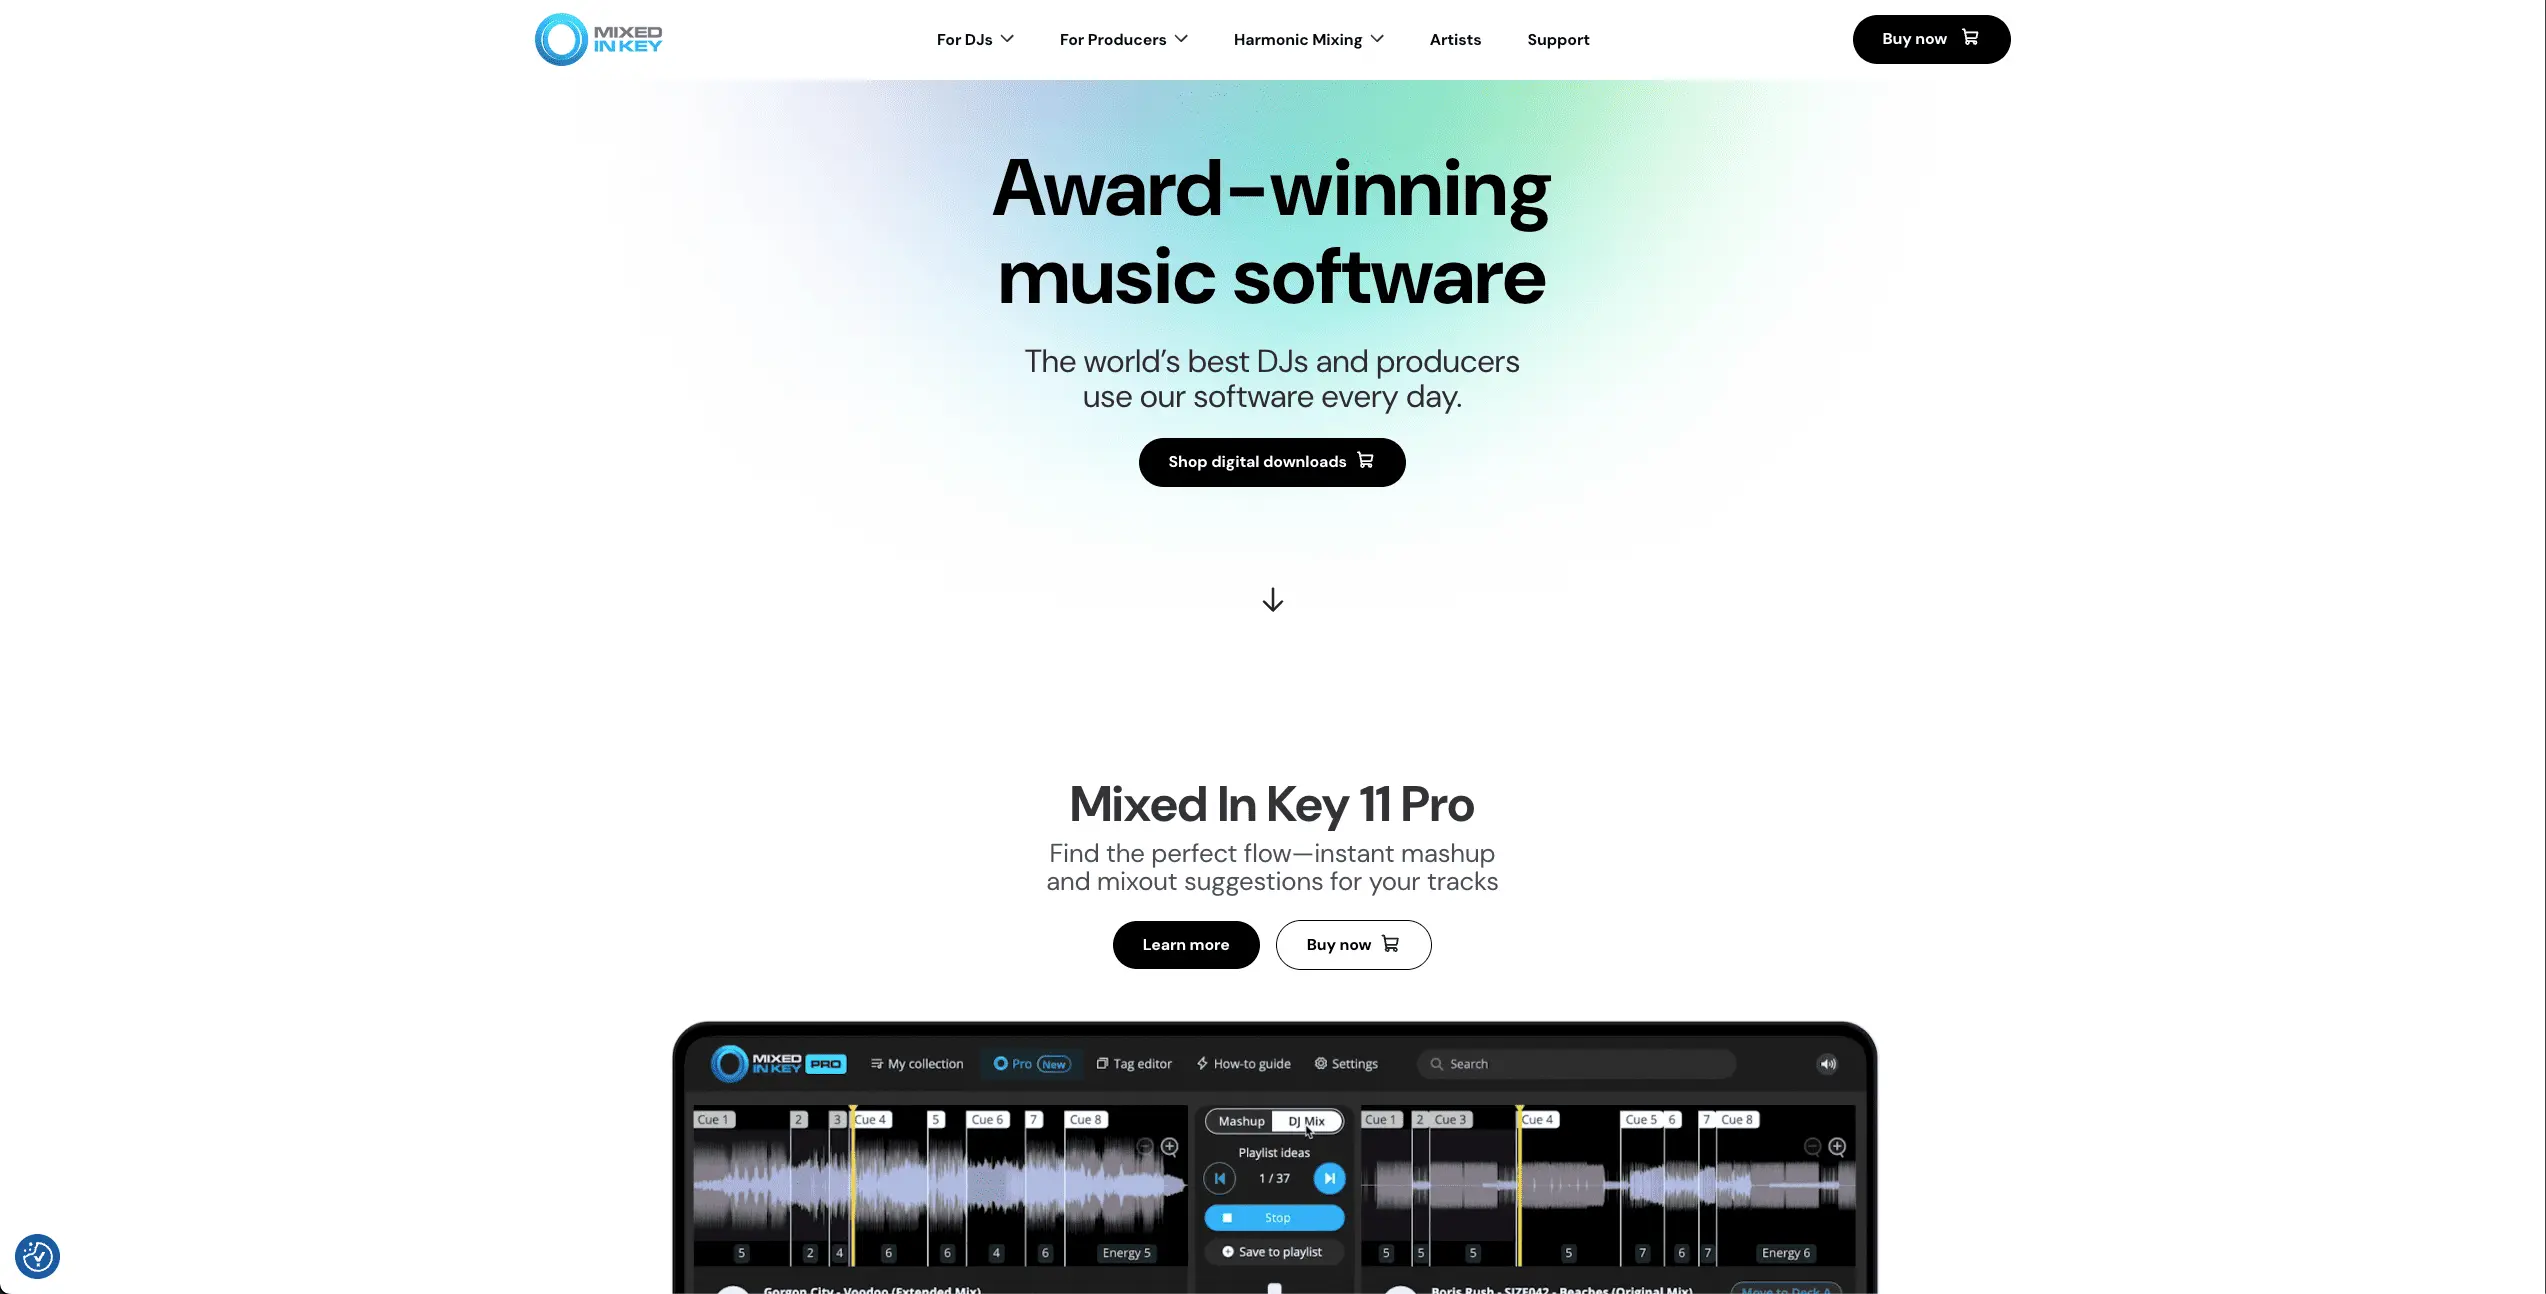 MIXED
IN KEY
For DJs
For Producers
Harmonic Mixing
Artists
Support
Buy now
Award-winning
music software
The world’s best DJs and producers
use our software every day.
Shop digital downloads
Mixed In Key 11 Pro
Find the perfect flow—instant mashup
and mixout suggestions for your tracks
Learn more
Buy now
MIXED
IN KEY PRO
My collection
Pro New
Tag editor
How-to guide
Settings
Search
Cue 1 2 3 Cue 4 5 Cue 6 7 Cue 8
5 2 4 6 6 4 6 Energy 5
Mashup DJ Mix
Playlist ideas
1 / 37
Stop
Save to playlist
Cue 1 2 Cue 3 Cue 4 Cue 5 6 7 Cue 8
5 5 5 5 7 6 7 Energy 6
Gorgon City - Voodoo (Extended Mix)
Boris Rush - SIZE042 - Beaches (Original Mix)
Move to Deck A